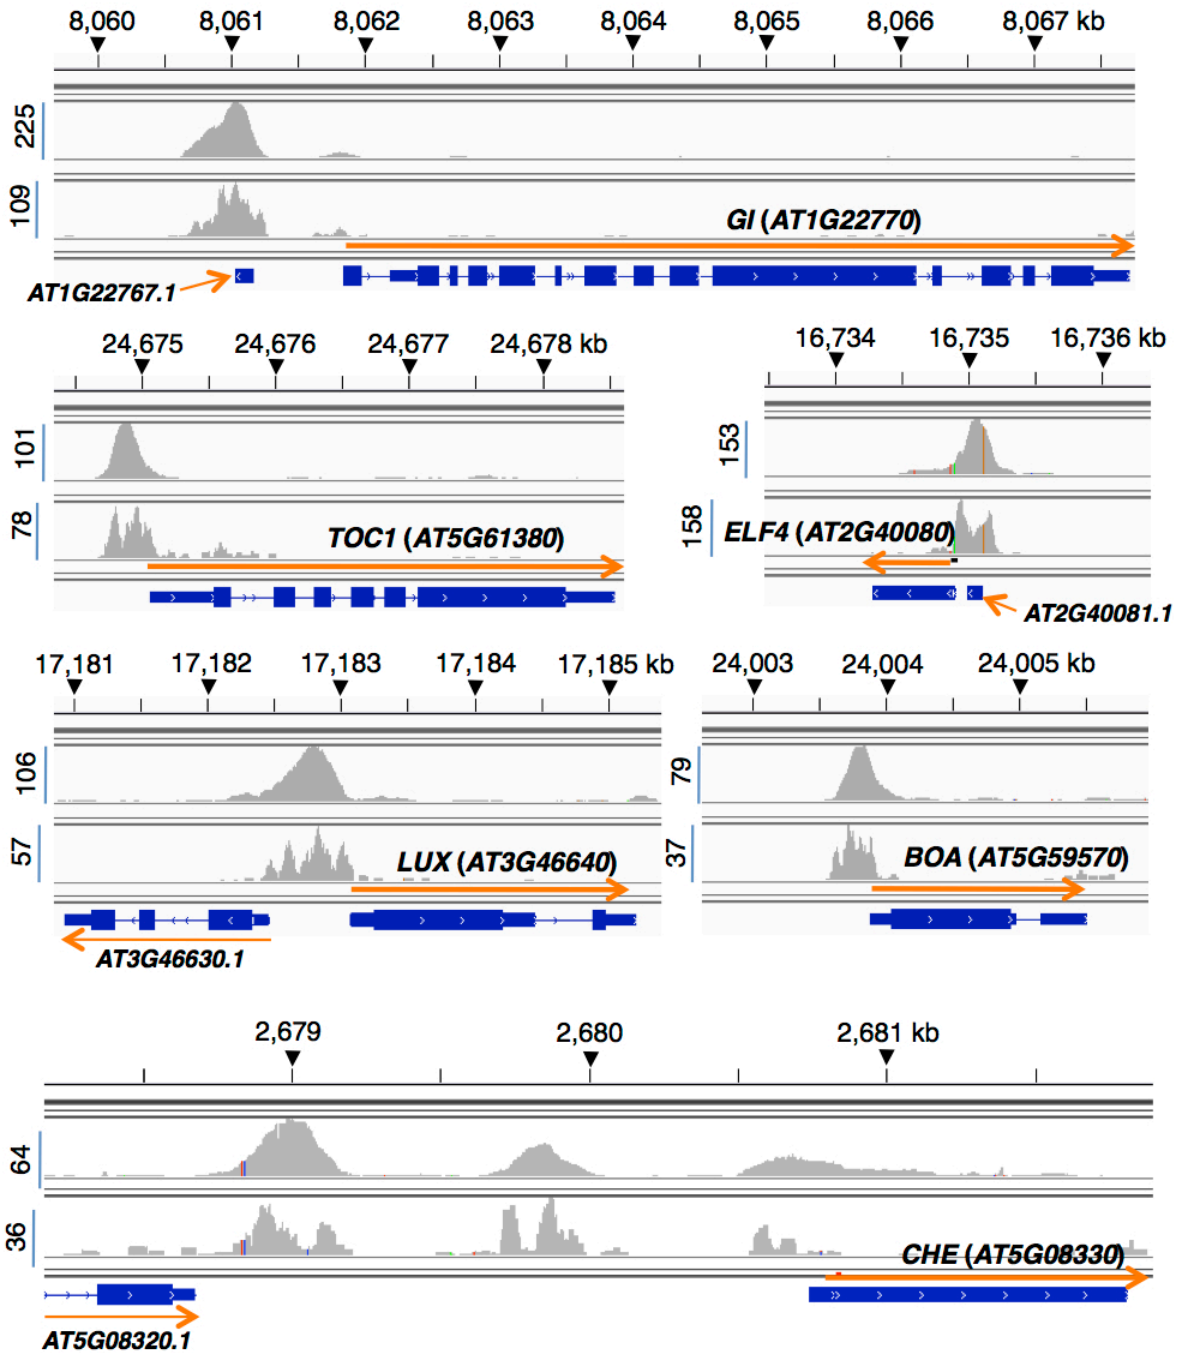 8,060 8,061 8,062 8,063 8,064 8,065 8,066 8,067 kb
225
109
GI (AT1G22770)
AT1G22767.1
24,675 24,676 24,677 24,678 kb
101
78
TOC1 (AT5G61380)
16,734 16,735 16,736 kb
153
158
ELF4 (AT2G40080)
AT2G40081.1
17,181 17,182 17,183 17,184 17,185 kb
106
57
LUX (AT3G46640)
AT3G46630.1
24,003 24,004 24,005 kb
79
37
BOA (AT5G59570)
2,679 2,680 2,681 kb
64
36
CHE (AT5G08330)
AT5G08320.1